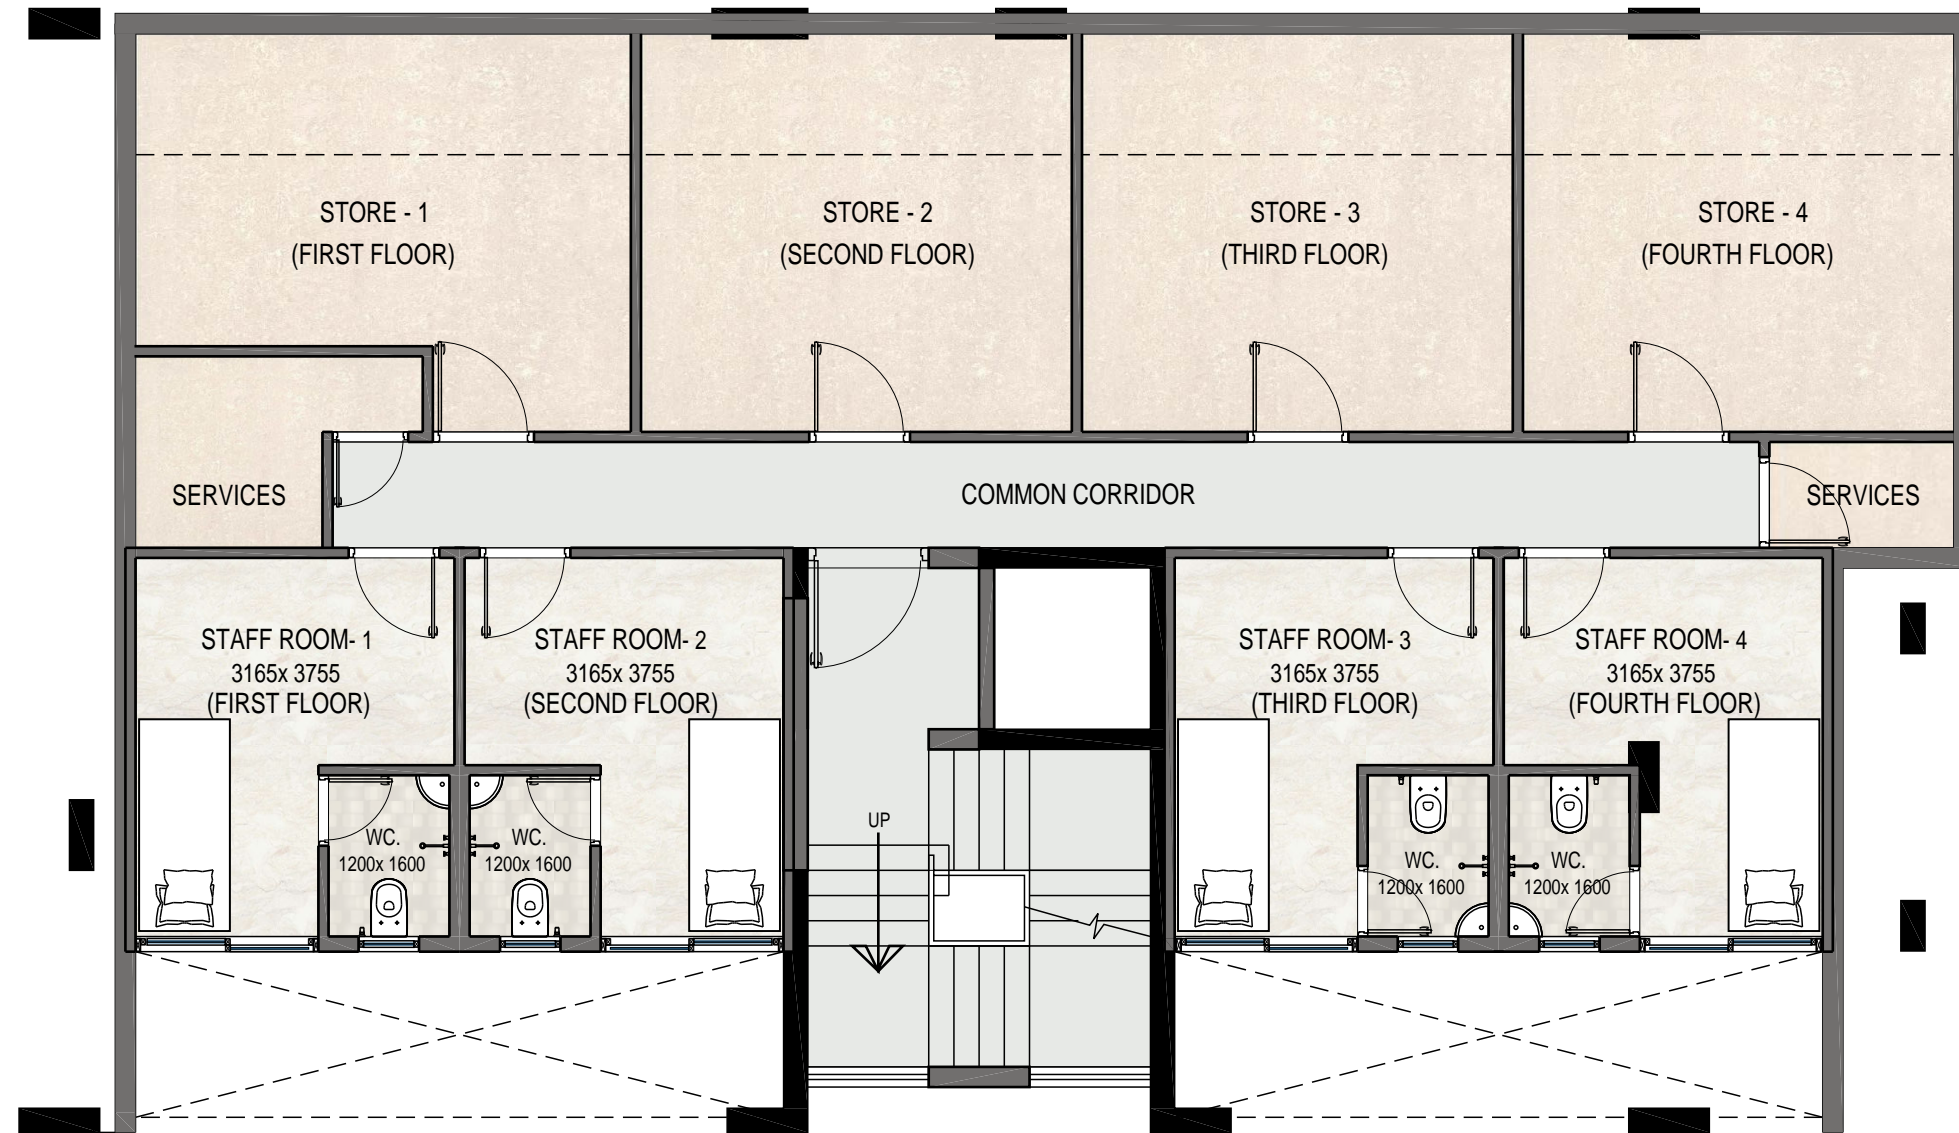 STORE - 1
(FIRST FLOOR)
STORE - 2
(SECOND FLOOR)
STORE - 3
(THIRD FLOOR)
STORE - 4
(FOURTH FLOOR)
SERVICES
COMMON CORRIDOR
SERVICES
STAFF ROOM- 1
3165x 3755
(FIRST FLOOR)
STAFF ROOM- 2
3165x 3755
(SECOND FLOOR)
STAFF ROOM- 3
3165x 3755
(THIRD FLOOR)
STAFF ROOM- 4
3165x 3755
(FOURTH FLOOR)
WC.
1200x 1600
WC.
1200x 1600
UP
WC.
1200x 1600
WC.
1200x 1600